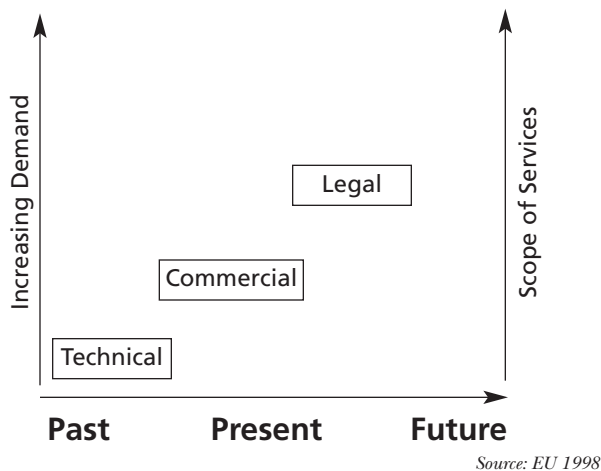 Increasing Demand
Scope of Services
Legal
Commercial
Technical
Past Present Future
Source: EU 1998